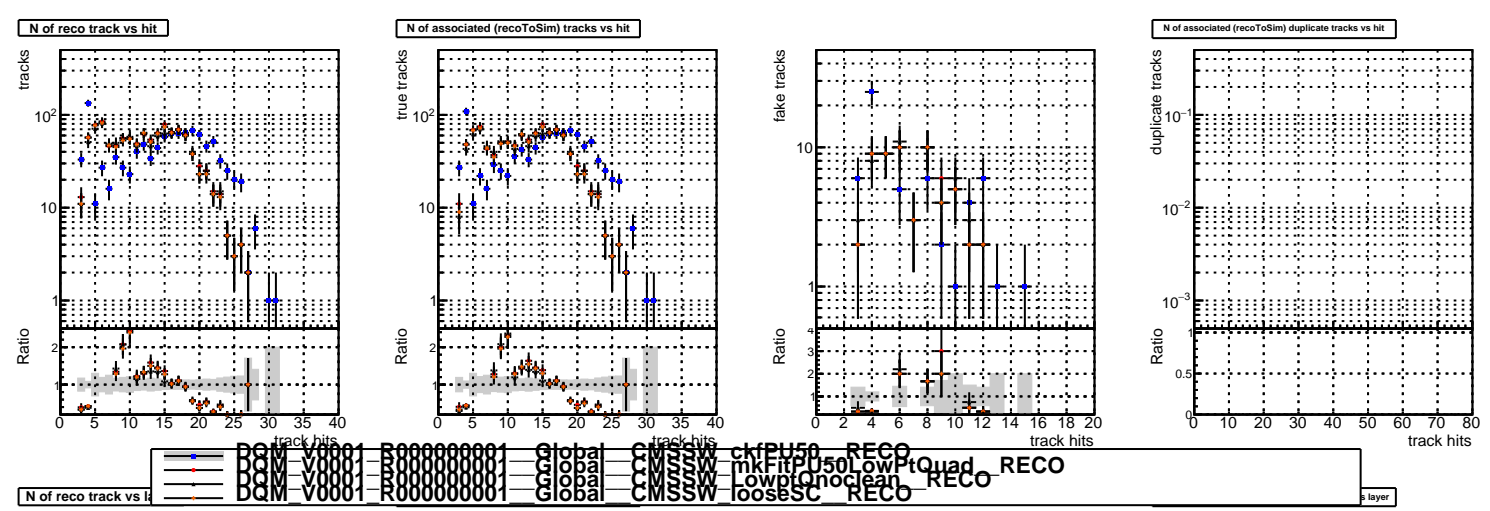 N of reco track vs hit
N of associated (recoToSim) tracks vs hit
N of associated (recoToSim) duplicate tracks vs hit
tracks
10²
10
1
Ratio
2
1
0 5 10 15 20 25 30 35 40
track hits
true tracks
10²
10
1
Ratio
2
1
0 5 10 15 20 25 30 35 40
track hits
fake tracks
10
1
Ratio
4
3
2
1
0 2 4 6 8 10 12 14 16 18 20
track hits
duplicate tracks
10⁻¹
10⁻²
10⁻³
Ratio
1
0.5
0
0 10 20 30 40 50 60 70 80
track hits
DQM_V0001_R000000001__Global__CMSSW_ckfPU50__RECO
DQM_V0001_R000000001__Global__CMSSW_mkFitPU50LowPtQuad__RECO
DQM_V0001_R000000001__Global__CMSSW_LowptQnoclean__RECO
DQM_V0001_R000000001__Global__CMSSW_looseSC__RECO
N of reco track vs
layer